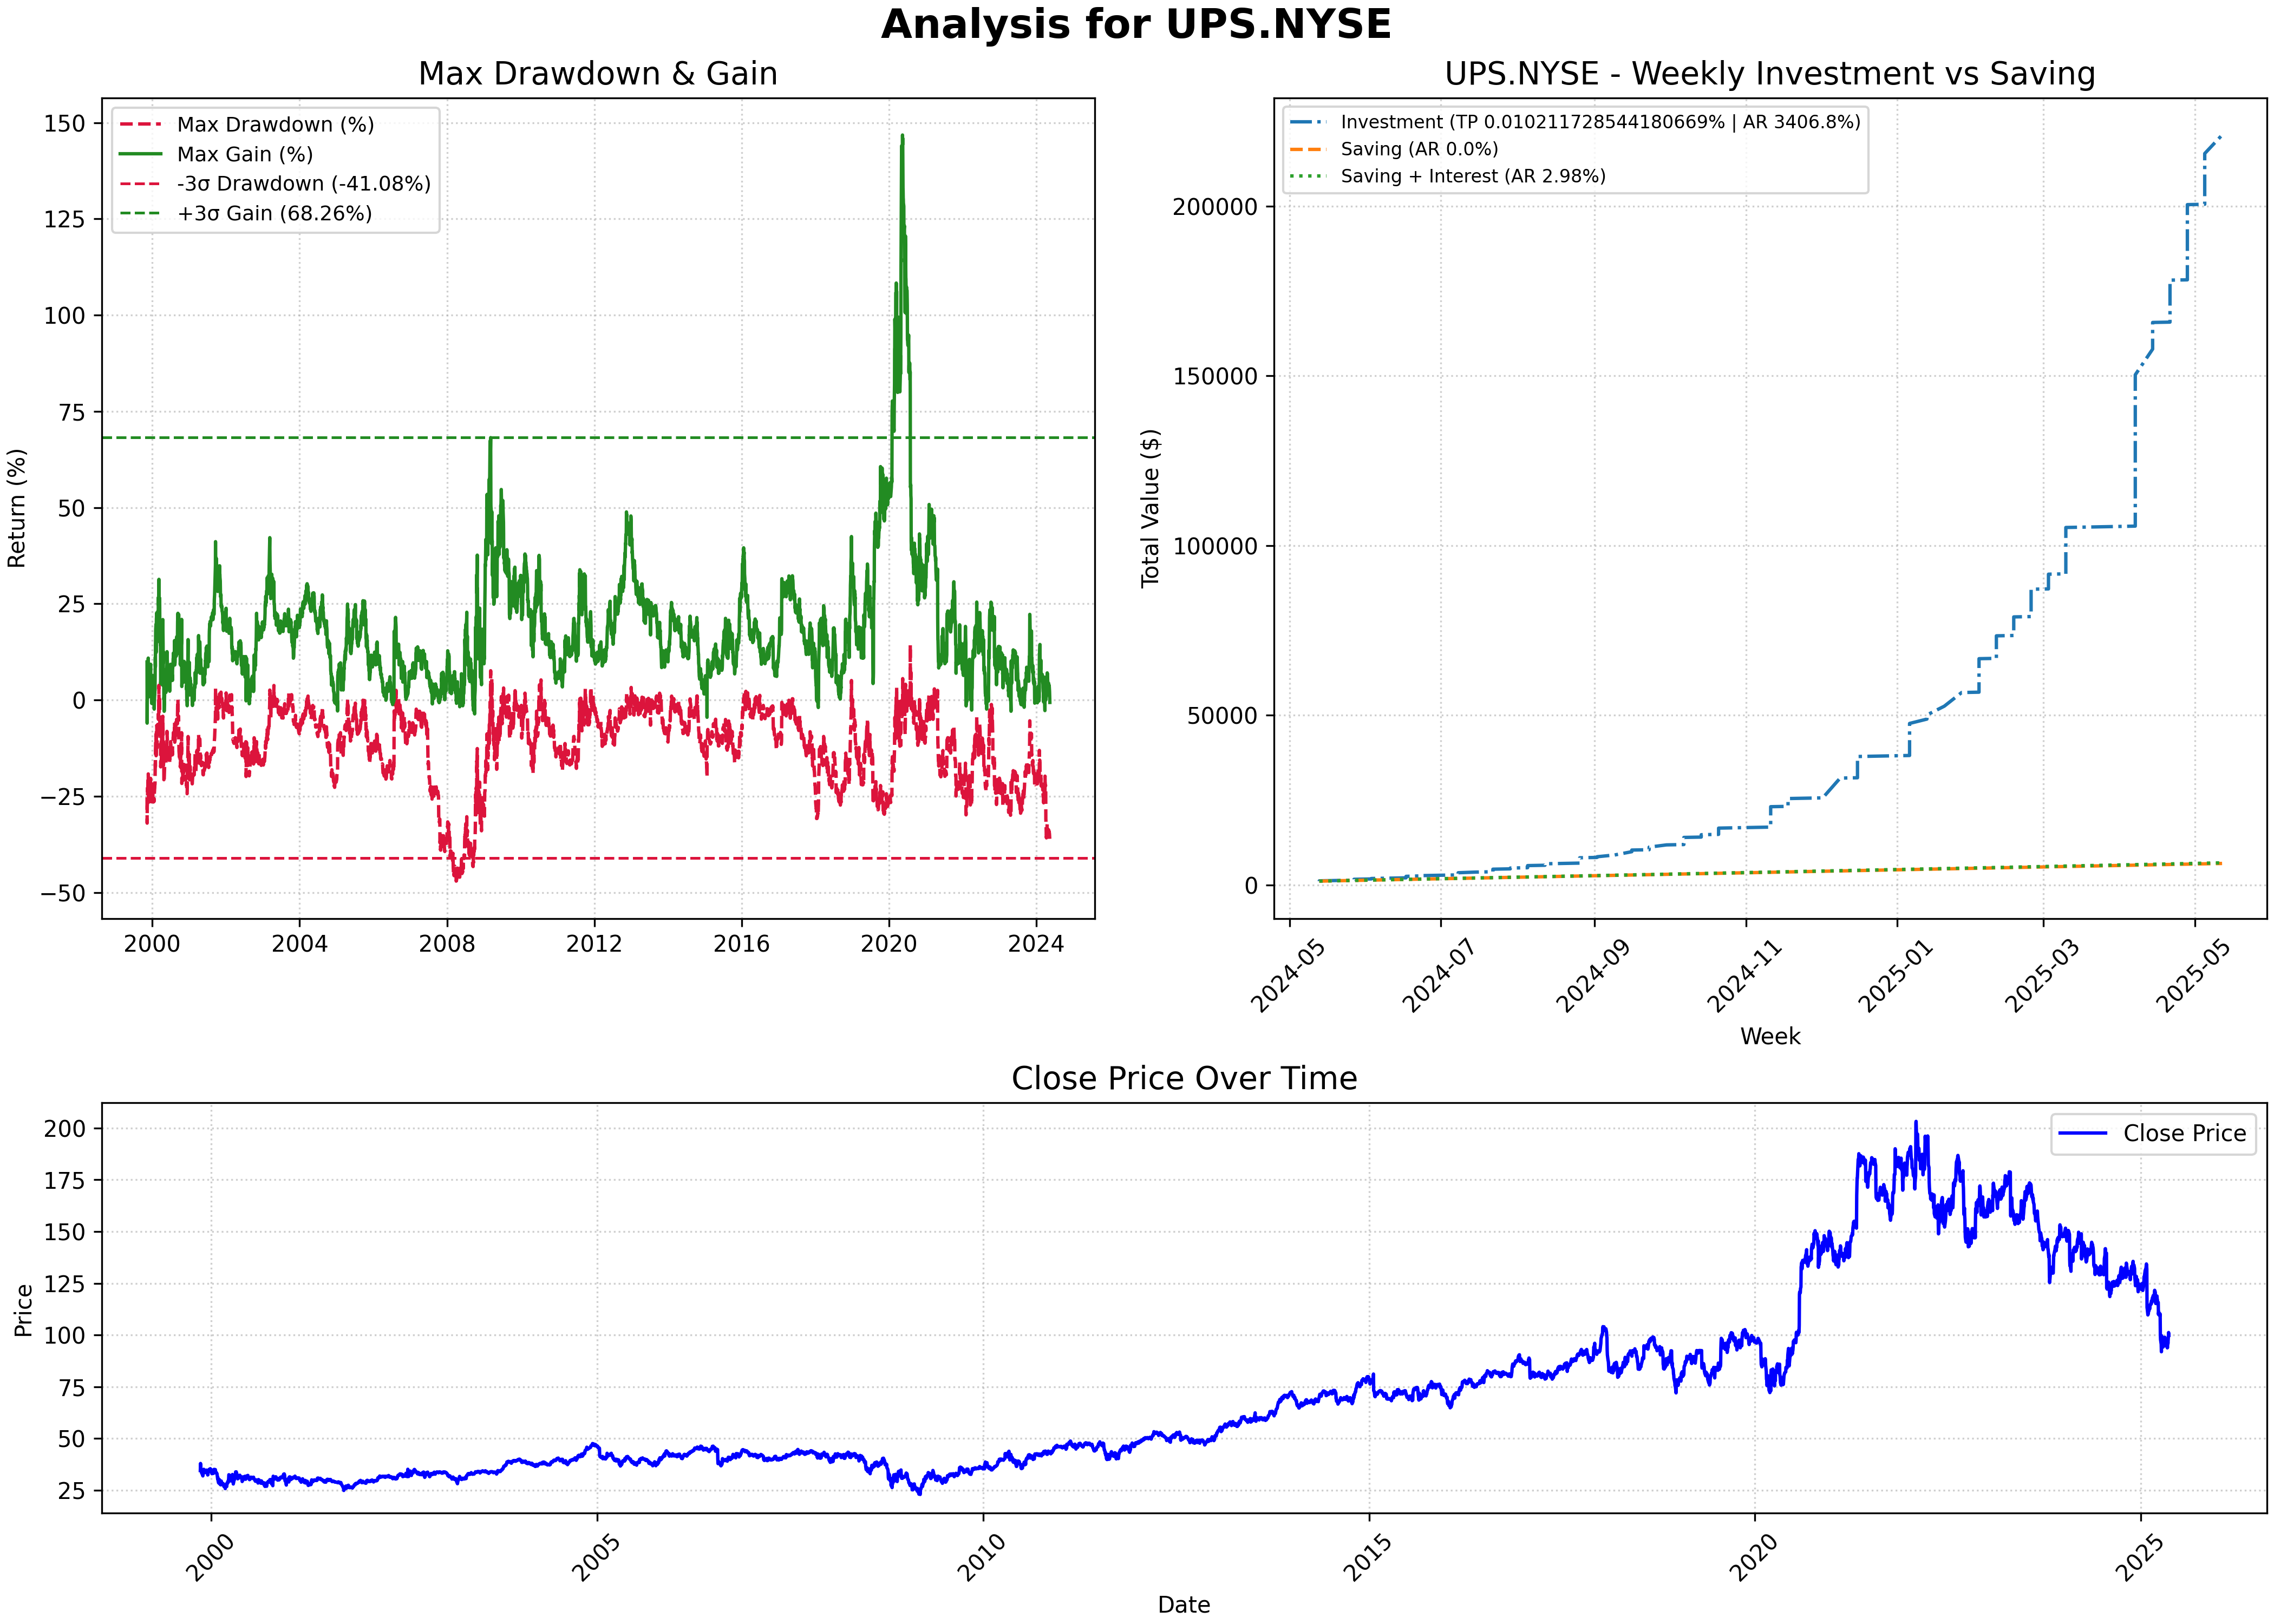 Analysis for UPS.NYSE
Max Drawdown & Gain
Max Drawdown (%)
Max Gain (%)
-3σ Drawdown (-41.08%)
+3σ Gain (68.26%)
Return (%)
150
125
100
75
50
25
0
−25
−50
2000 2004 2008 2012 2016 2020 2024
UPS.NYSE - Weekly Investment vs Saving
Investment (TP 0.010211728544180669% | AR 3406.8%)
Saving (AR 0.0%)
Saving + Interest (AR 2.98%)
Total Value ($)
200000
150000
100000
50000
0
2024-05 2024-07 2024-09 2024-11 2025-01 2025-03 2025-05
Week
Close Price Over Time
Close Price
Price
200
175
150
125
100
75
50
25
2000 2005 2010 2015 2020 2025
Date